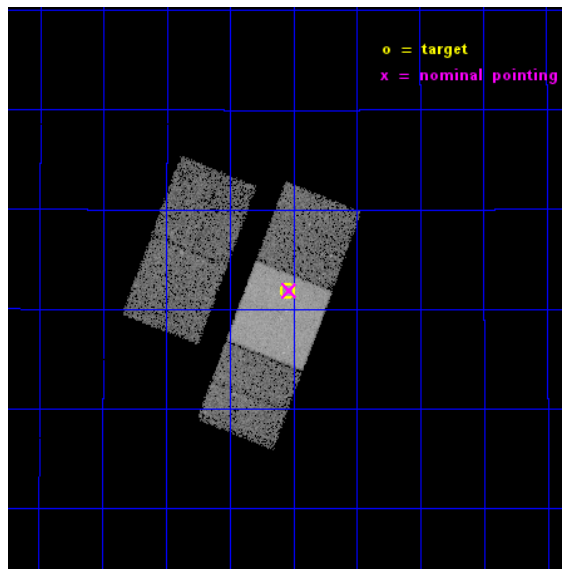 o = target
x = nominal pointing